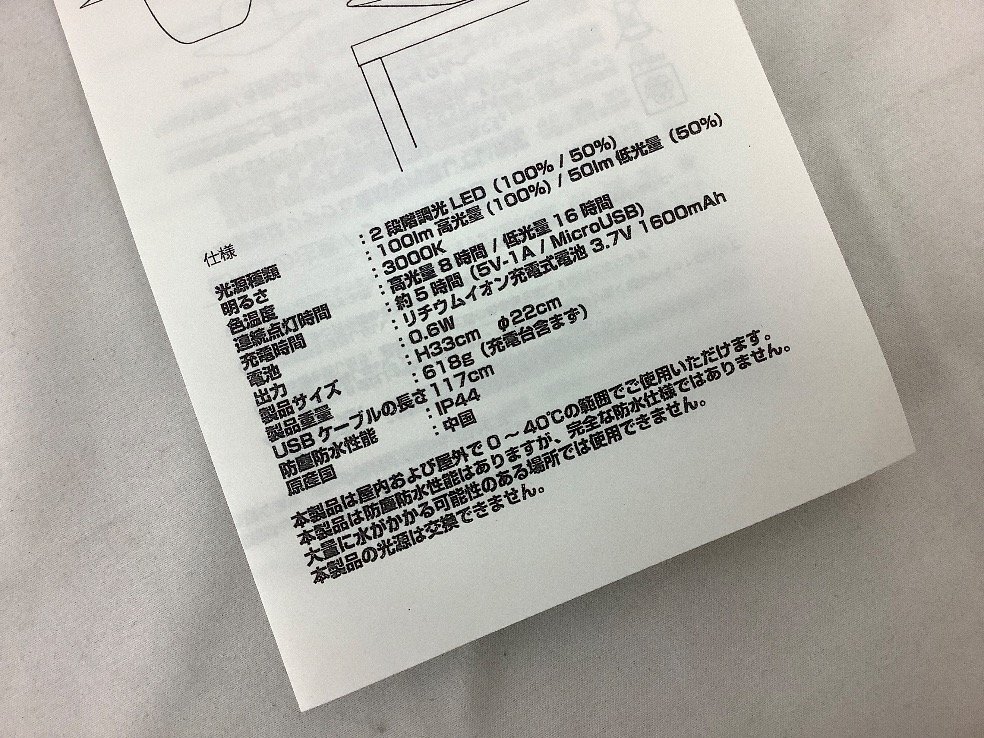 仕様
光源種類 : 2段階調光LED (100% / 50%)
明るさ : 100lm高光量 (100%) / 50lm低光量 (50%)
色温度 : 3000K
連続点灯時間 : 高光量8時間 / 低光量16時間
充電時間 : 約5時間 (5V-1A / MicroUSB)
電池 : リチウムイオン充電式電池 3.7V 1600mAh
出力 : 0.6W
製品サイズ : H33cm φ22cm
製品重量 : 618g (充電台含まず)
USBケーブルの長さ 117cm
防塵防水性能 : IP44
原産国 : 中国
本製品は屋内および屋外で0～40℃の範囲でご使用いただけます。
本製品は防塵防水性能はありますが、完全な防水仕様ではありません。
大量に水がかかる可能性のある場所では使用できません。
本製品の光源は交換できません。